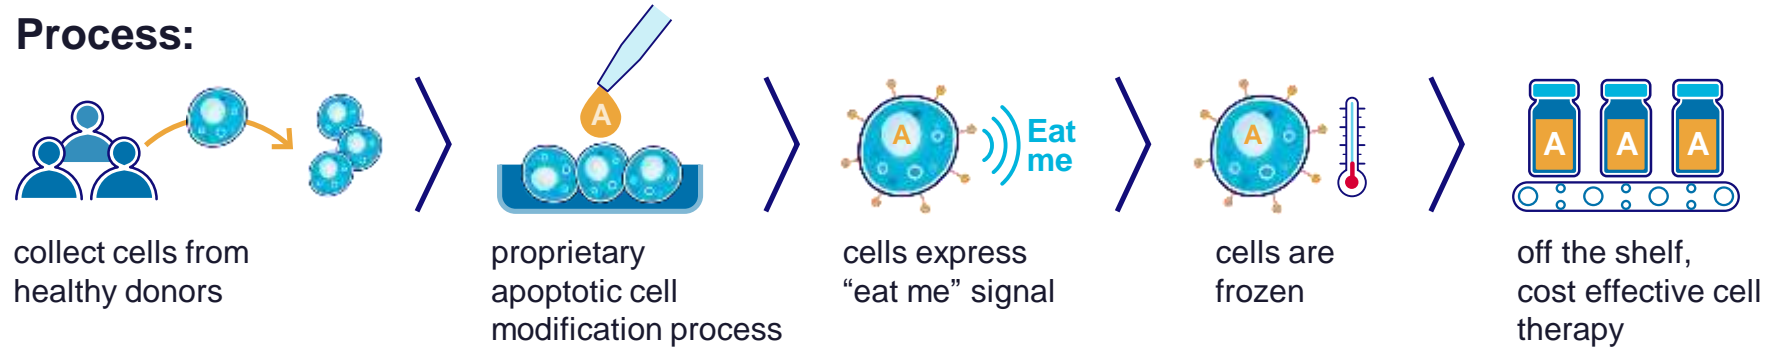 Process:
A
A
Eat
me
A
A A A
collect cells from
healthy donors
proprietary
apoptotic cell
modification process
cells express
“eat me” signal
cells are
frozen
off the shelf,
cost effective cell
therapy